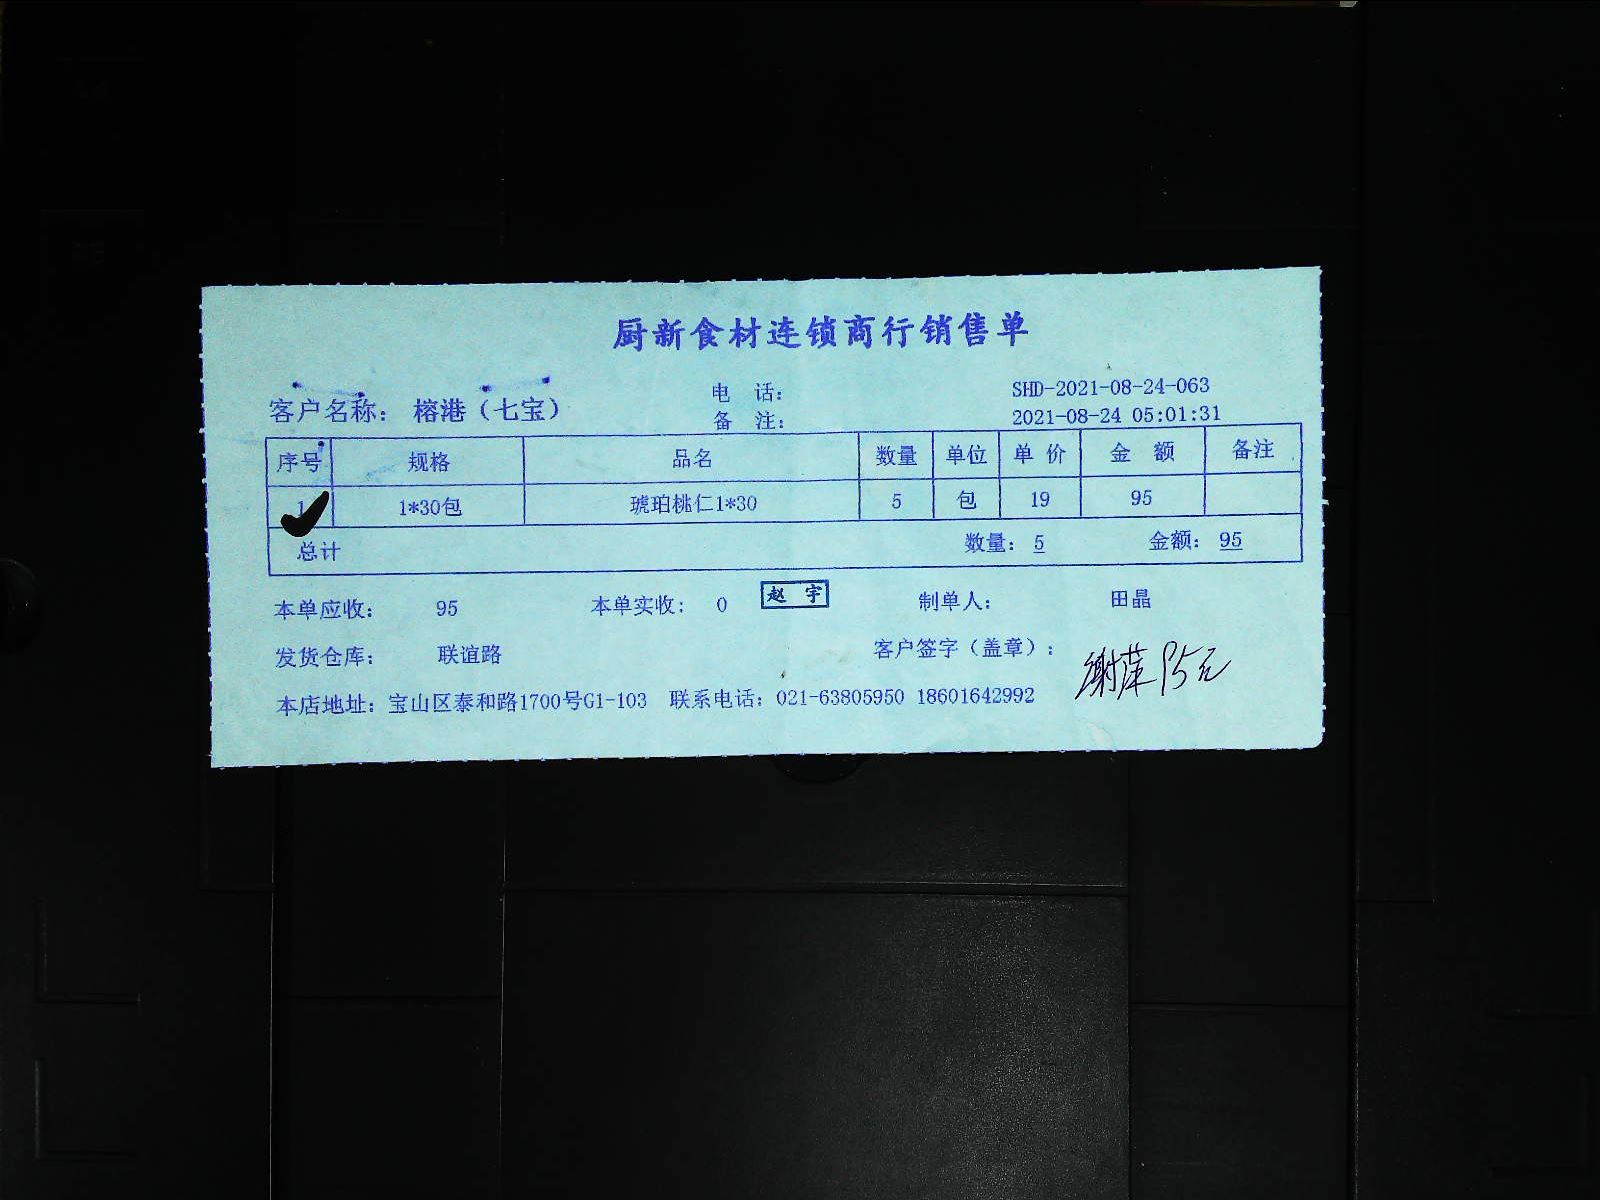 厨新食材连锁商行销售单
客户名称： 榕港（七宝） 电 话： SHD-2021-08-24-063
备 注： 2021-08-24 05:01:31
序号 规格 品名 数量 单位 单 价 金 额 备注
1 1*30包 琥珀桃仁1*30 5 包 19 95
总计 数量： 5 金额： 95
本单应收： 95 本单实收： 0 赵 宇 制单人： 田晶
发货仓库： 联谊路 客户签字（盖章）： 谢萍 95元
本店地址：宝山区泰和路1700号G1-103 联系电话：021-63805950 18601642992